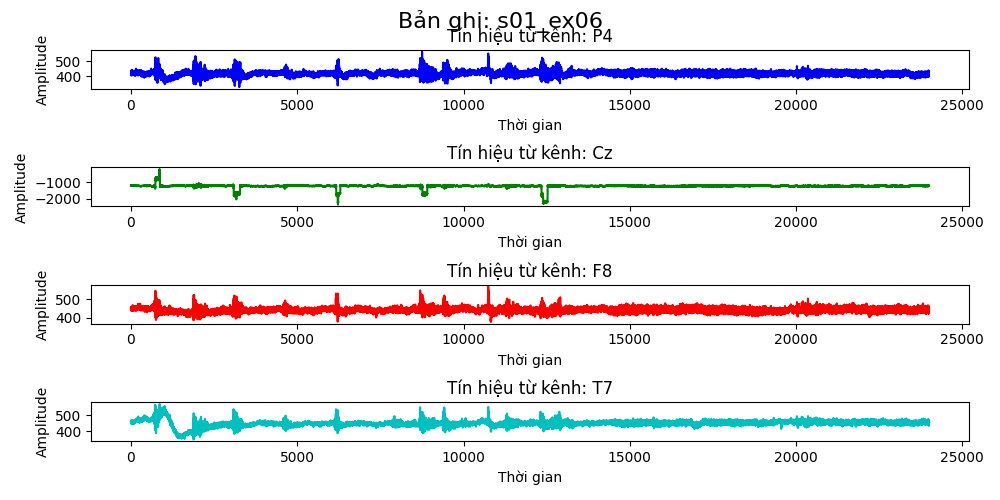 Bản ghi: s01_ex06
Tín hiệu từ kênh: P4
Amplitude
500
400
0 5000 10000 15000 20000 25000
Thời gian
Tín hiệu từ kênh: Cz
Amplitude
−1000
−2000
0 5000 10000 15000 20000 25000
Thời gian
Tín hiệu từ kênh: F8
Amplitude
500
400
0 5000 10000 15000 20000 25000
Thời gian
Tín hiệu từ kênh: T7
Amplitude
500
400
0 5000 10000 15000 20000 25000
Thời gian